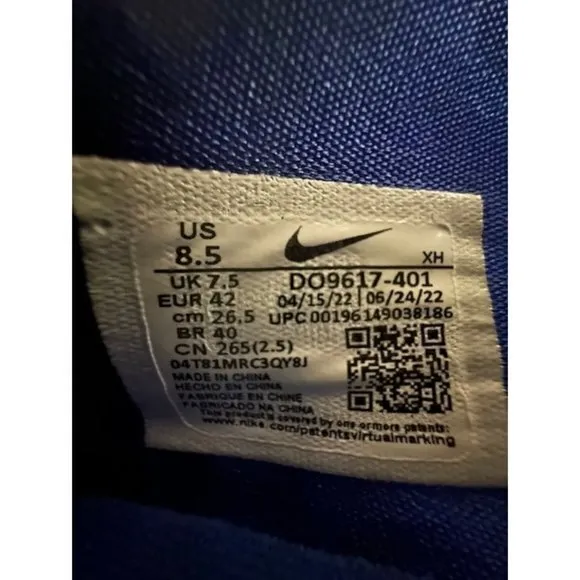 US
8.5
XH
UK 7.5 DO9617-401
EUR 42 04/15/22 | 06/24/22
cm 26.5 UPC 00196149038186
BR 40
CN 265(2.5)
04T81MRC3QY8J
MADE IN CHINA
HECHO EN CHINA
FABRIQUE EN CHINE
FABRICADO NA CHINA
This product is covered by one or more patents:
www.nike.com/patentsvirtualmarking